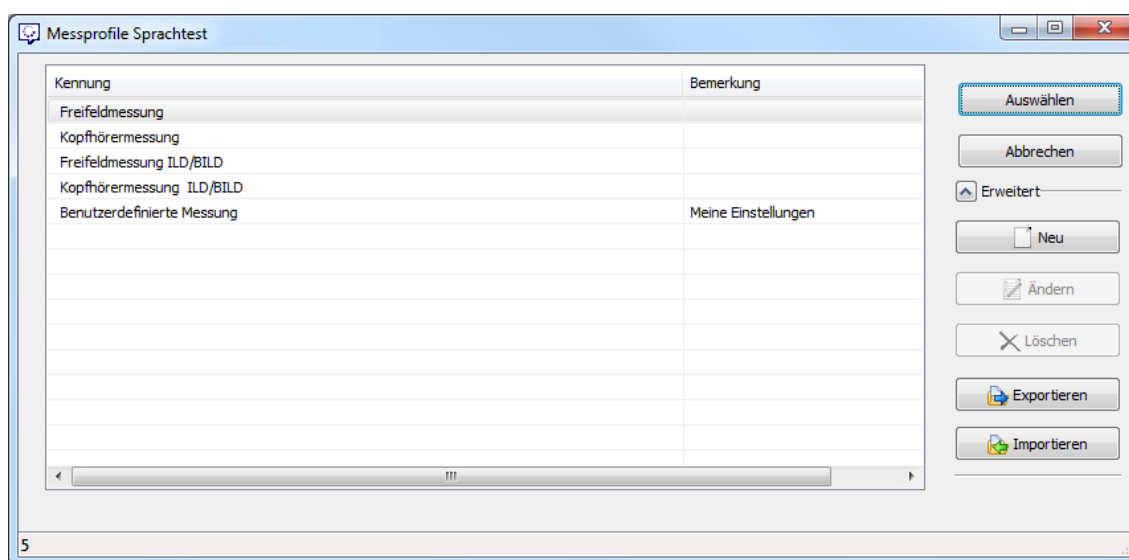 Messprofile Sprachtest
Kennung Bemerkung
Freifeldmessung
Kopfhörermessung
Freifeldmessung ILD/BILD
Kopfhörermessung  ILD/BILD
Benutzerdefinierte Messung Meine Einstellungen
Auswählen
Abbrechen
Erweitert
Neu
Ändern
Löschen
Exportieren
Importieren
5